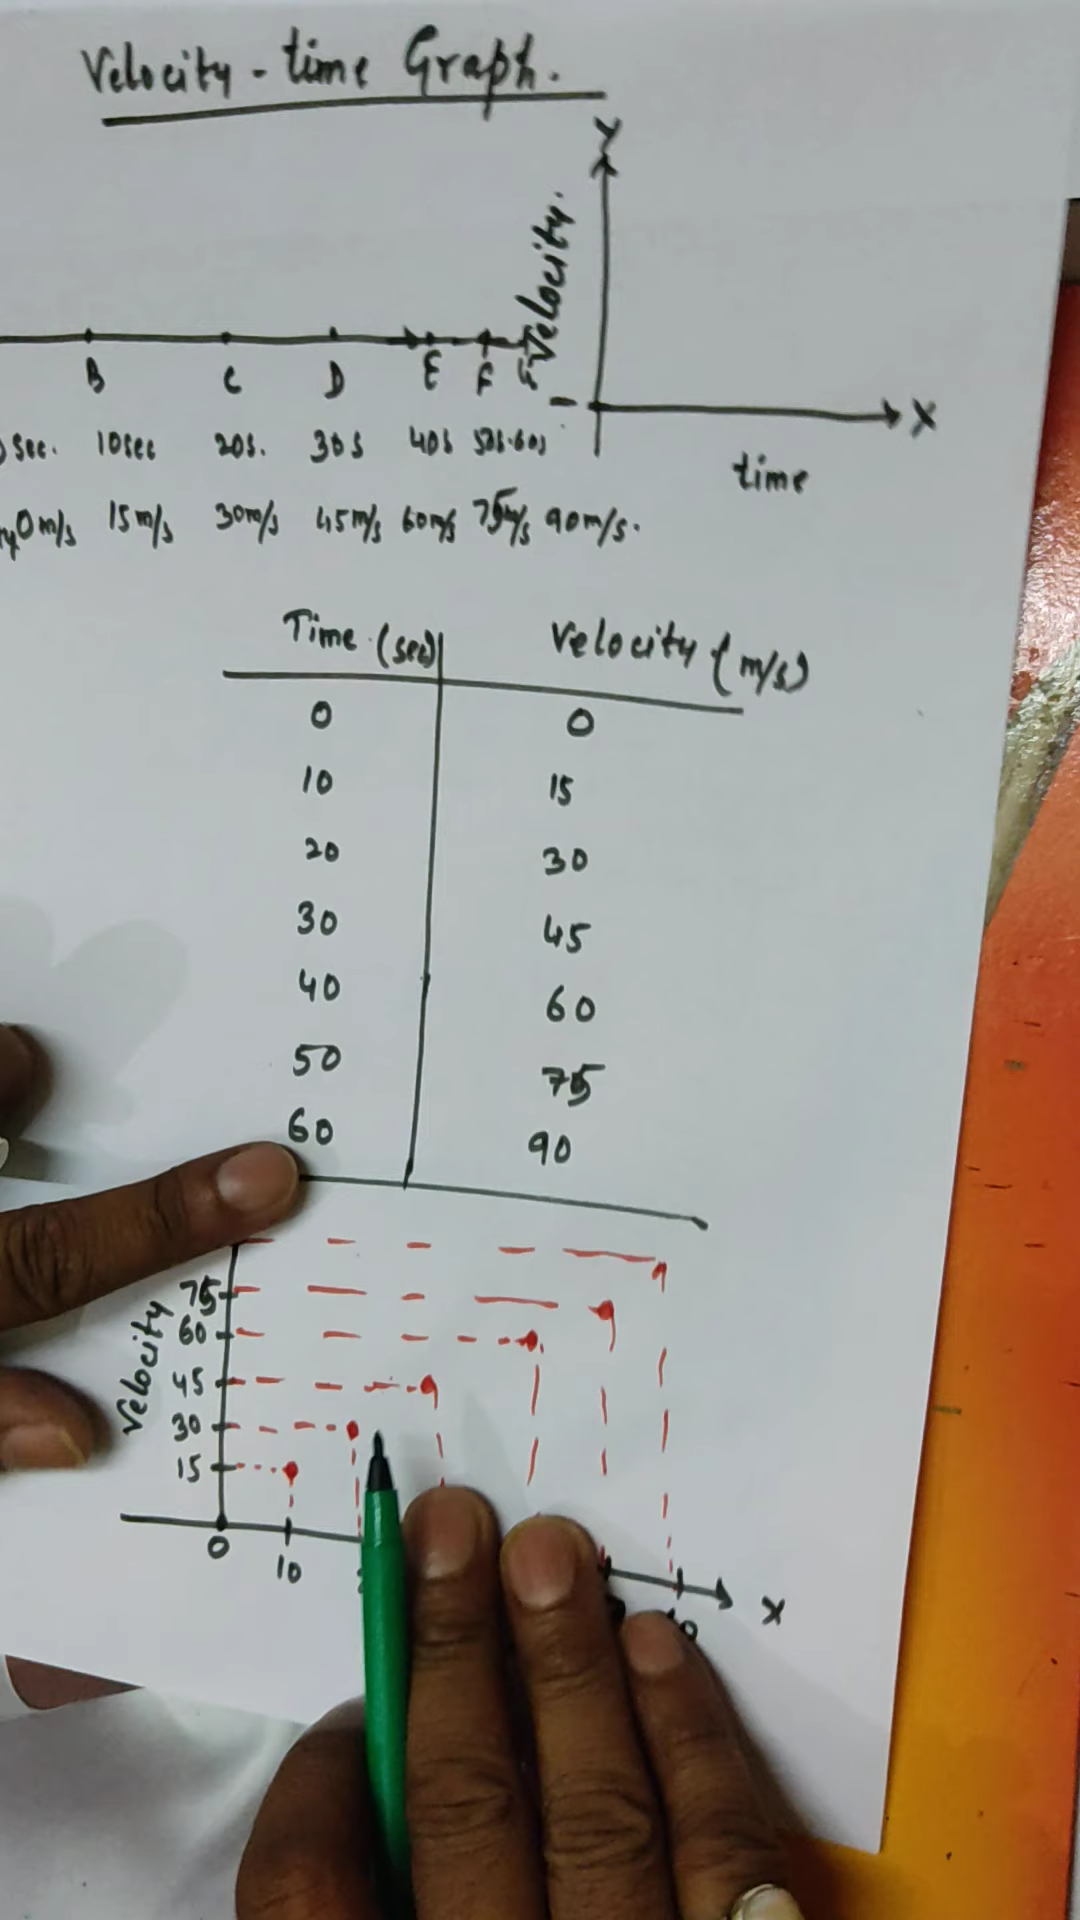 Velocity - time Graph.
Y
Velocity.
X
time
B C D E F G
sec. 10sec 20s. 30s 40s 50s. 60s
0m/s 15m/s 30m/s 45m/s 60m/s 75m/s 90m/s.
Time (sec) Velocity (m/s)
0 0
10 15
20 30
30 45
40 60
50 75
60 90
Velocity
75
60
45
30
15
0 10 X